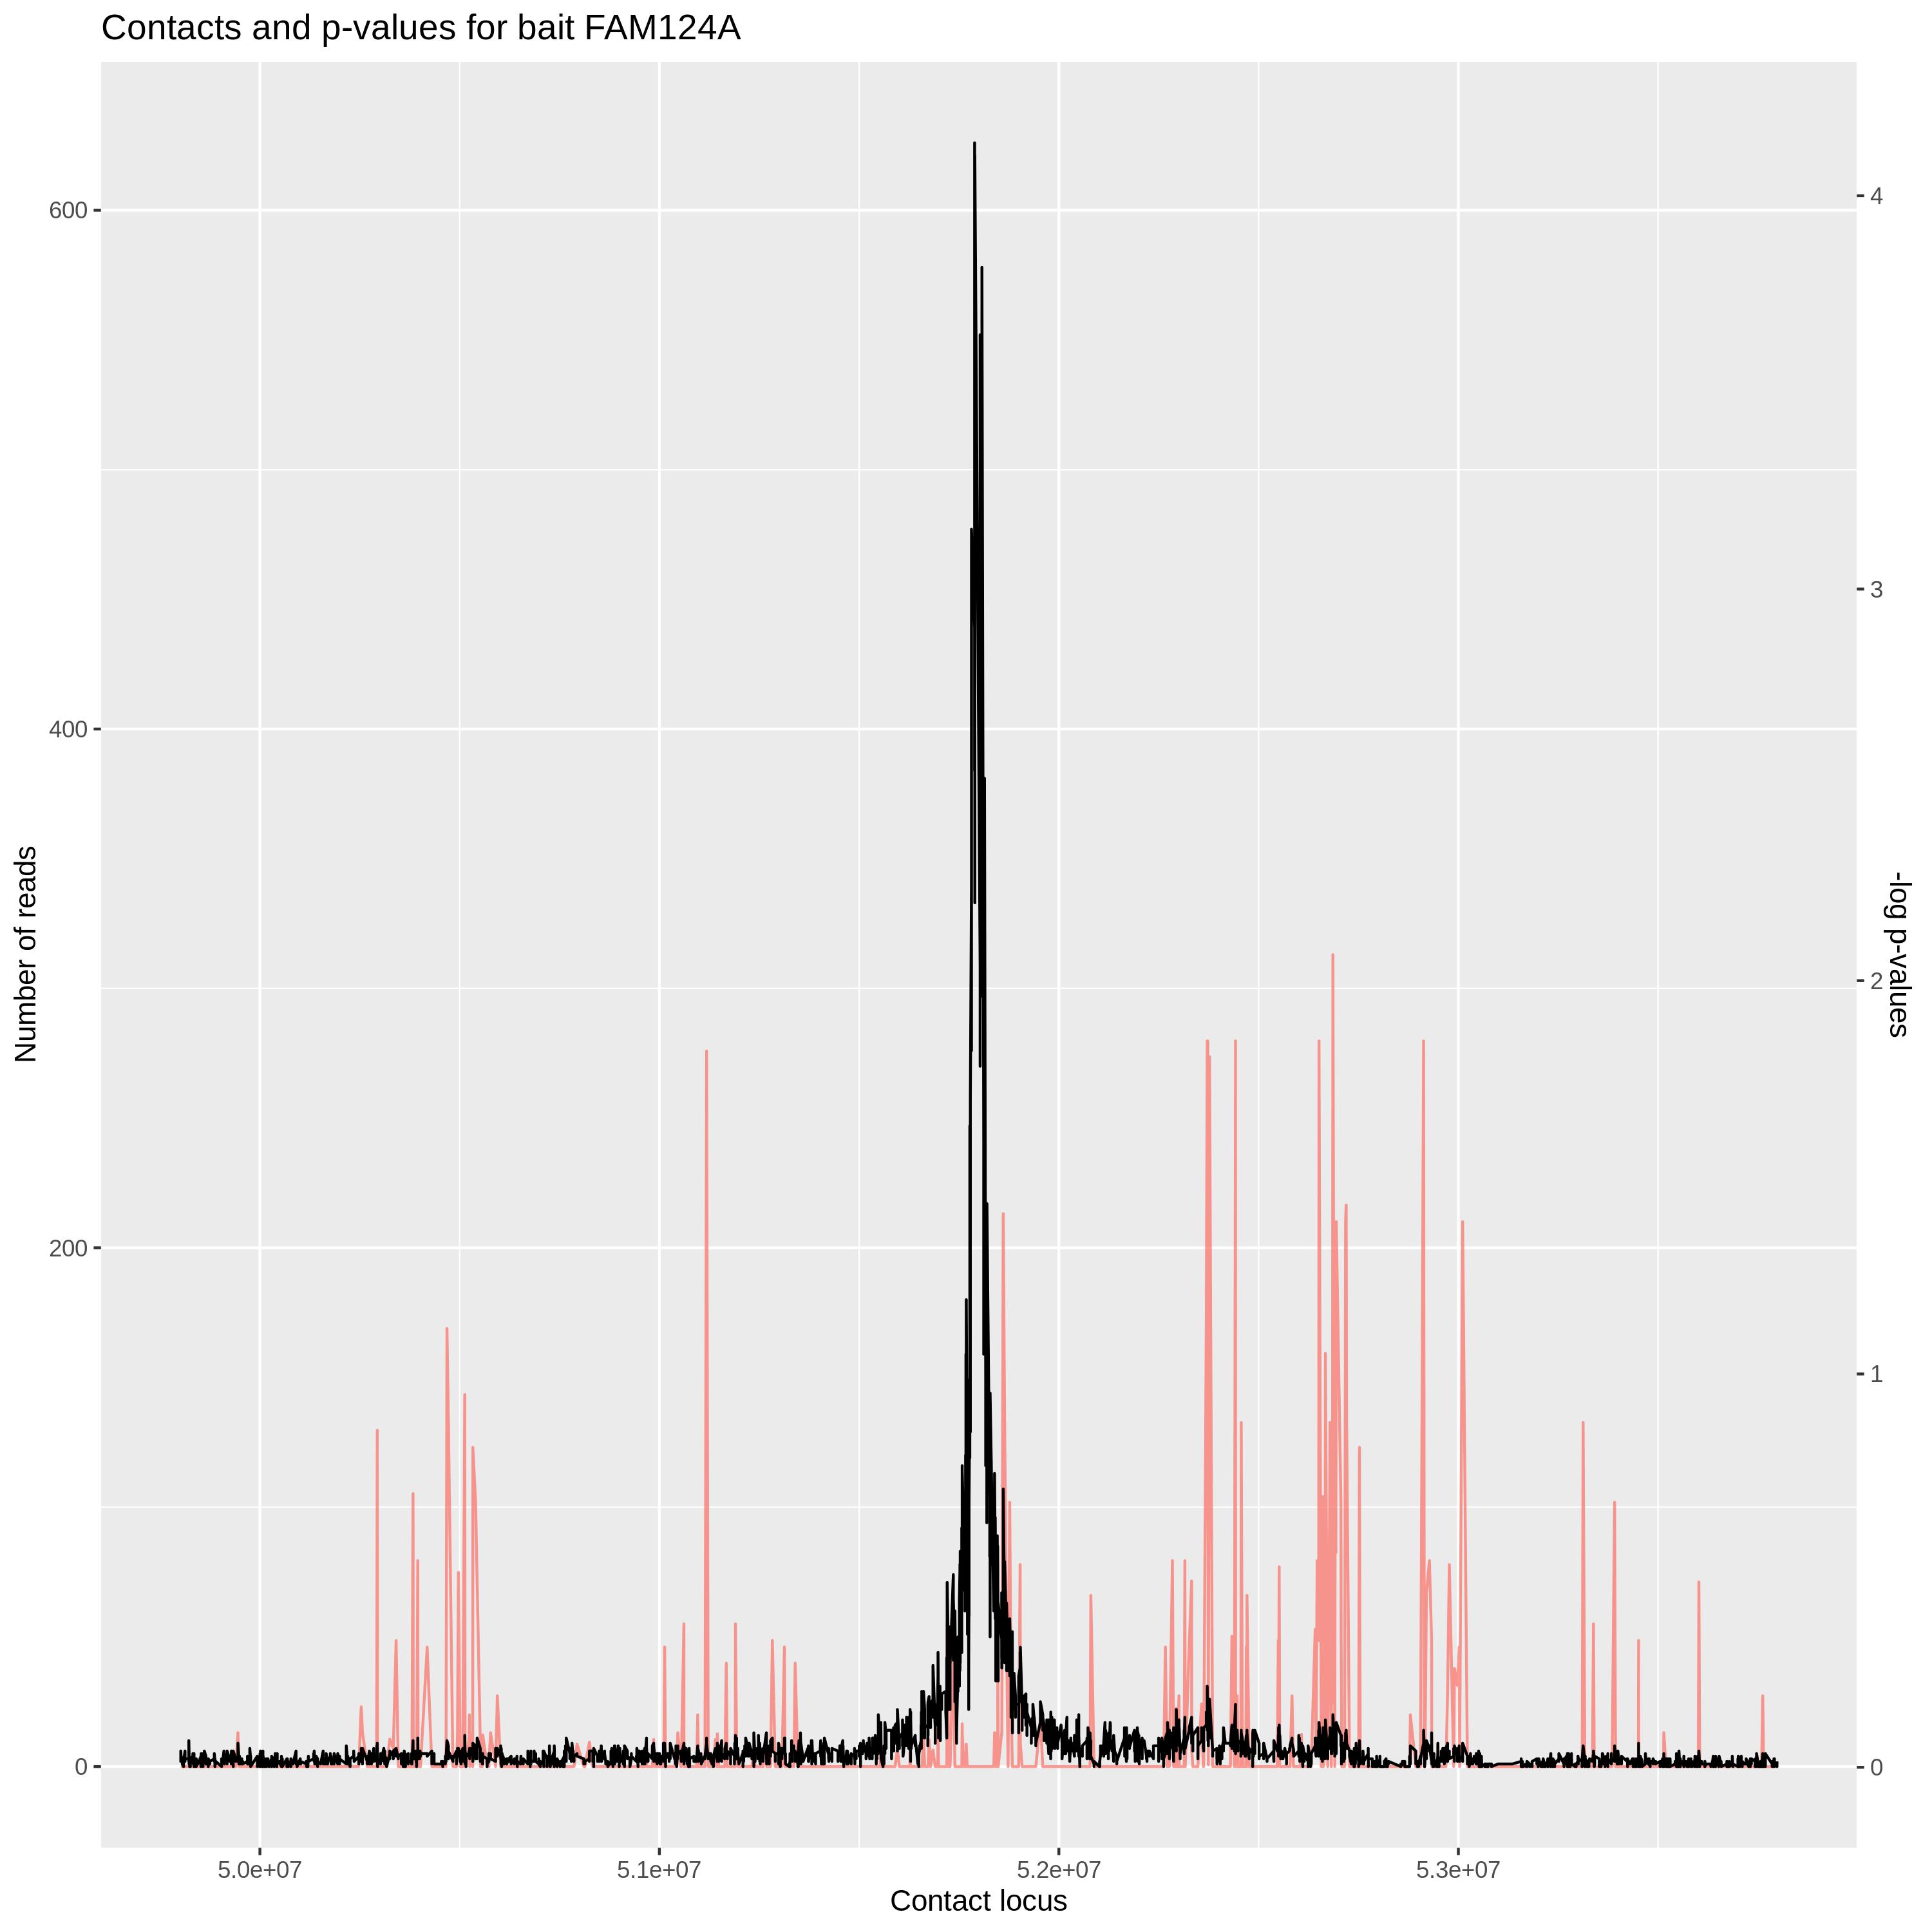 Contacts and p-values for bait FAM124A
600
400
200
0
Number of reads
4
3
2
1
0
-log p-values
5.0e+07 5.1e+07 5.2e+07 5.3e+07
Contact locus